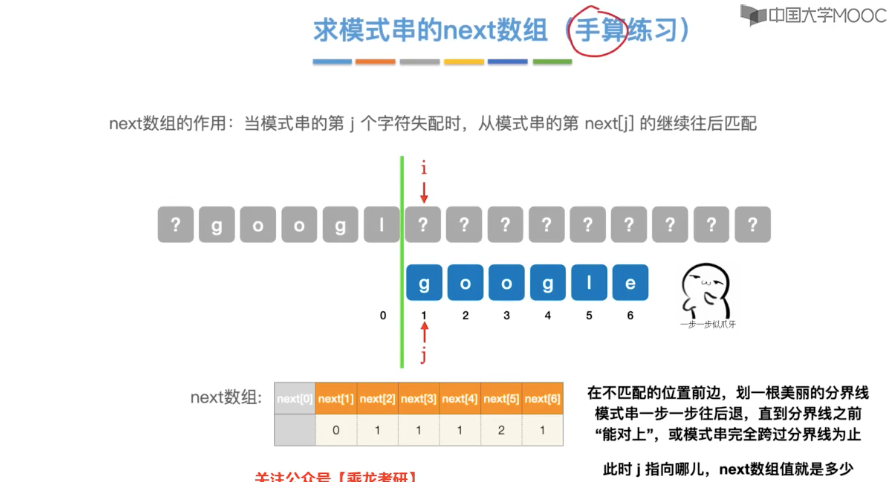 求模式串的next数组（手算练习）
中国大学MOOC
next数组的作用：当模式串的第 j 个字符失配时，从模式串的第 next[j] 的继续往后匹配
i
? g o o g l ? ? ? ? ? ? ? ? ?
g o o g l e
0 1 2 3 4 5 6
j
一步一步似爪牙
next数组:
next[0] next[1] next[2] next[3] next[4] next[5] next[6]
0 1 1 1 2 1
在不匹配的位置前边，划一根美丽的分界线
模式串一步一步往后退，直到分界线之前
“能对上”，或模式串完全跨过分界线为止
此时 j 指向哪儿，next数组值就是多少
关注公众号【乘龙考研】